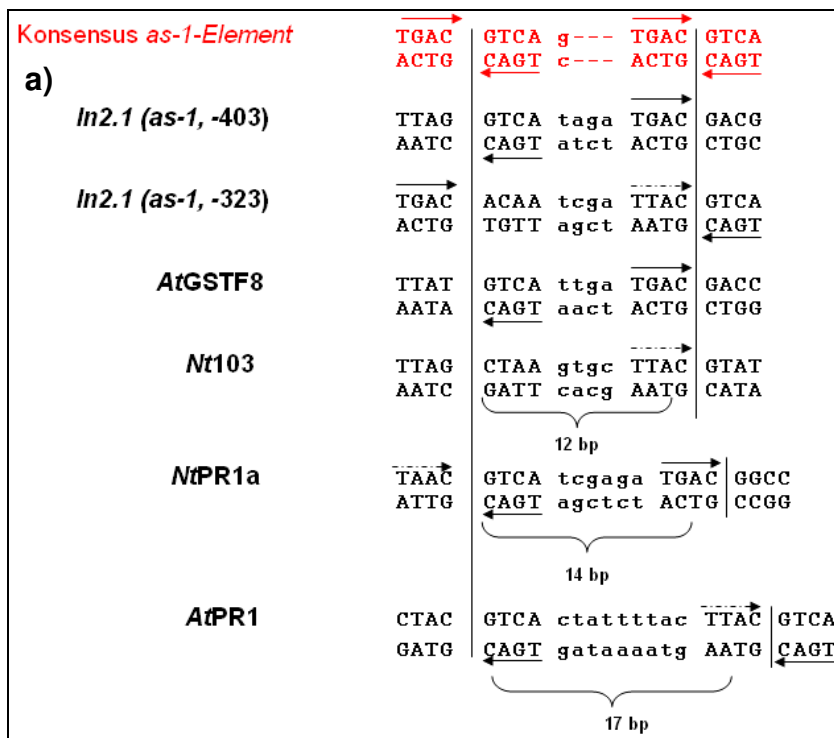 Konsensus as-1-Element TGAC GTCA g--- TGAC GTCA
ACTG CAGT c--- ACTG CAGT
a)
In2.1 (as-1, -403) TTAG GTCA taga TGAC GACG
AATC CAGT atct ACTG CTGC
In2.1 (as-1, -323) TGAC ACAA tcga TTAC GTCA
ACTG TGTT agct AATG CAGT
AtGSTF8 TTAT GTCA ttga TGAC GACC
AATA CAGT aact ACTG CTGG
Nt103 TTAG CTAA gtgc TTAC GTAT
AATC GATT cacg AATG CATA
12 bp
NtPR1a TAAC GTCA tcgaga TGAC GGCC
ATTG CAGT agctct ACTG CCGG
14 bp
AtPR1 CTAC GTCA ctattttac TTAC GTCA
GATG CAGT gataaaatg AATG CAGT
17 bp